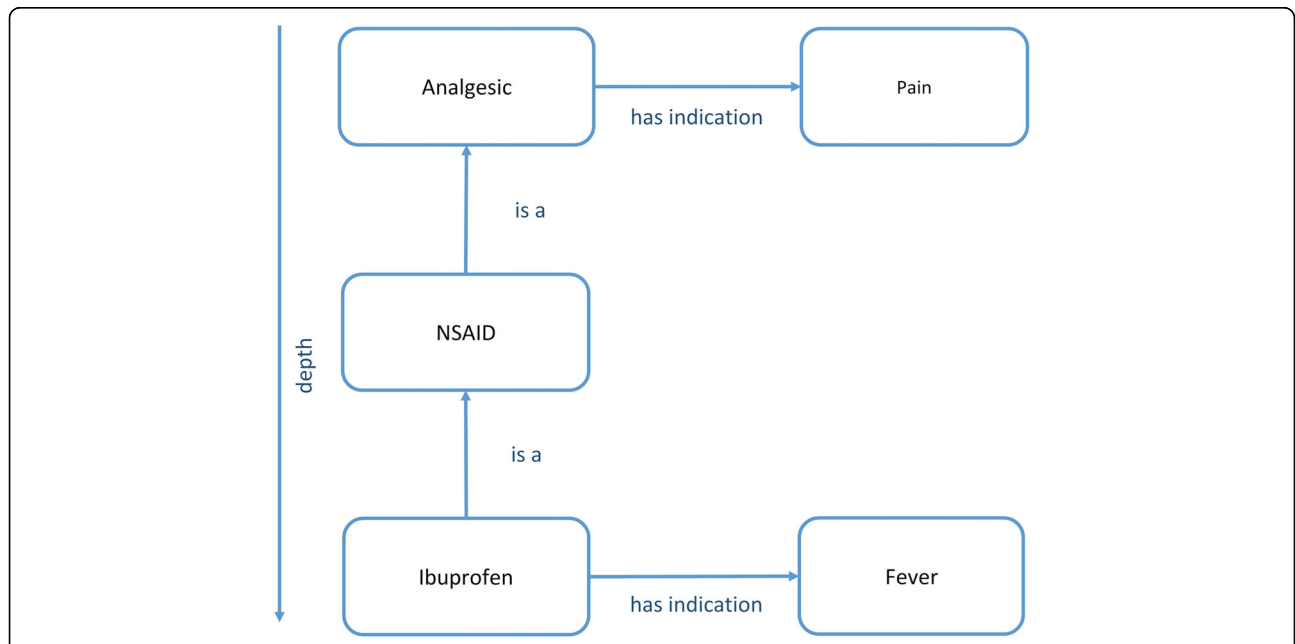 Analgesic
Pain
has indication
is a
NSAID
depth
is a
Ibuprofen
Fever
has indication